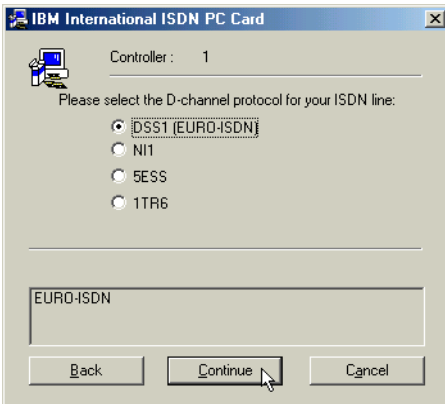 IBM International ISDN PC Card
Controller : 1
Please select the D-channel protocol for your ISDN line:
DSS1 (EURO-ISDN)
NI1
5ESS
1TR6
EURO-ISDN
Back Continue Cancel